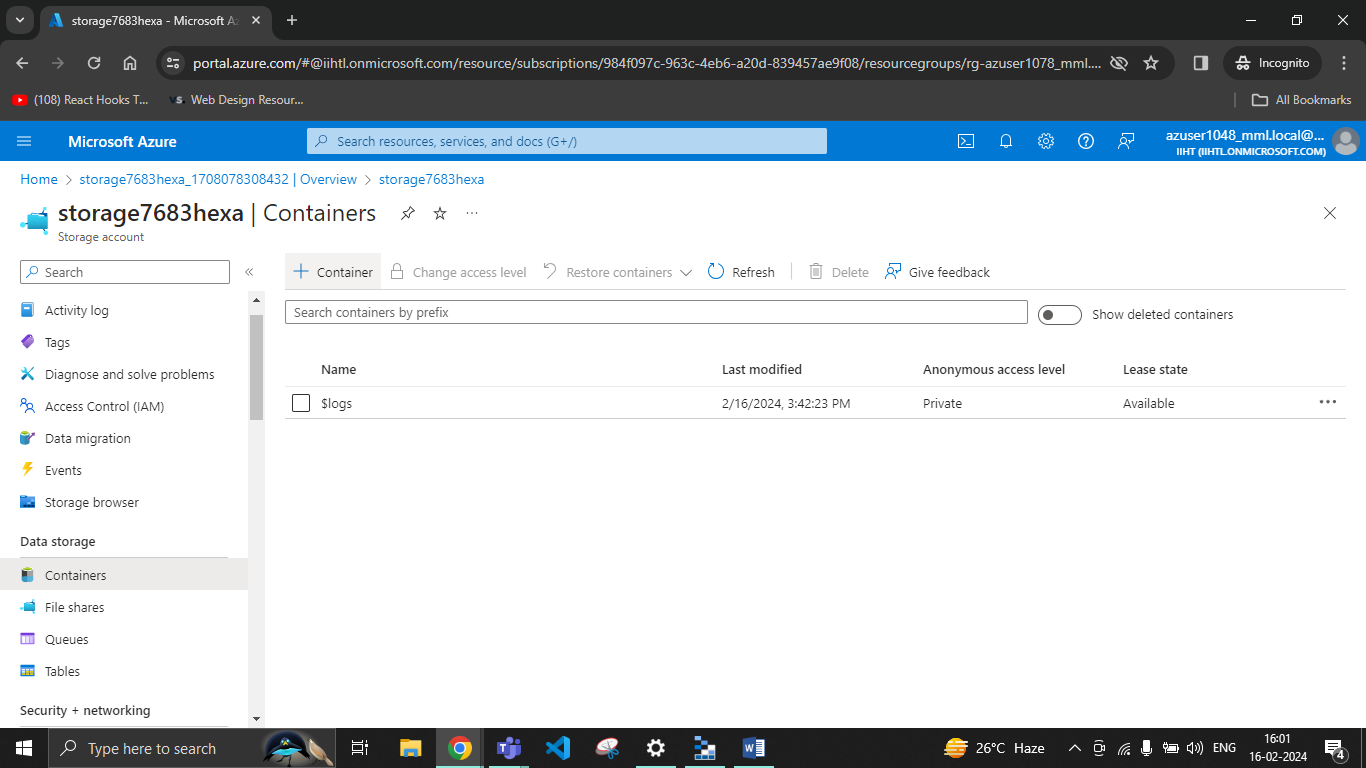 storage7683hexa - Microsoft Az
portal.azure.com/#@iihtl.onmicrosoft.com/resource/subscriptions/984f097c-963c-4eb6-a20d-839457ae9f08/resourcegroups/rg-azuser1078_mml....
Incognito
(108) React Hooks T...
VS. Web Design Resour...
All Bookmarks
Microsoft Azure
Search resources, services, and docs (G+/)
azuser1048_mml.local@...
IIHT (IIHTL.ONMICROSOFT.COM)
Home > storage7683hexa_1708078308432 | Overview > storage7683hexa
storage7683hexa | Containers
...
Storage account
Search
«
Container
Change access level
Restore containers
Refresh
Delete
Give feedback
Search containers by prefix
Show deleted containers
Activity log
Tags
Diagnose and solve problems
Access Control (IAM)
Data migration
Events
Storage browser
Data storage
Containers
File shares
Queues
Tables
Security + networking
Name Last modified Anonymous access level Lease state
$logs 2/16/2024, 3:42:23 PM Private Available
Type here to search
26°C Haze
ENG
16:01
16-02-2024
4